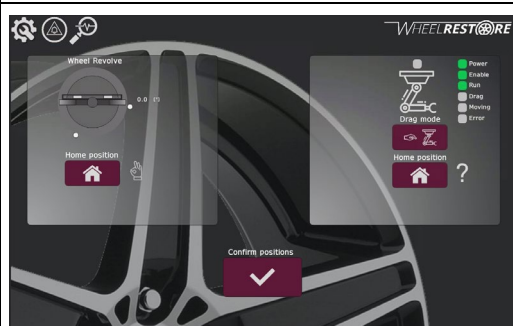 WHEELRESTORE
Wheel Revolve
0.0 (°)
Home position
Power
Enable
Run
Drag
Moving
Error
Drag mode
Home position
?
Confirm positions